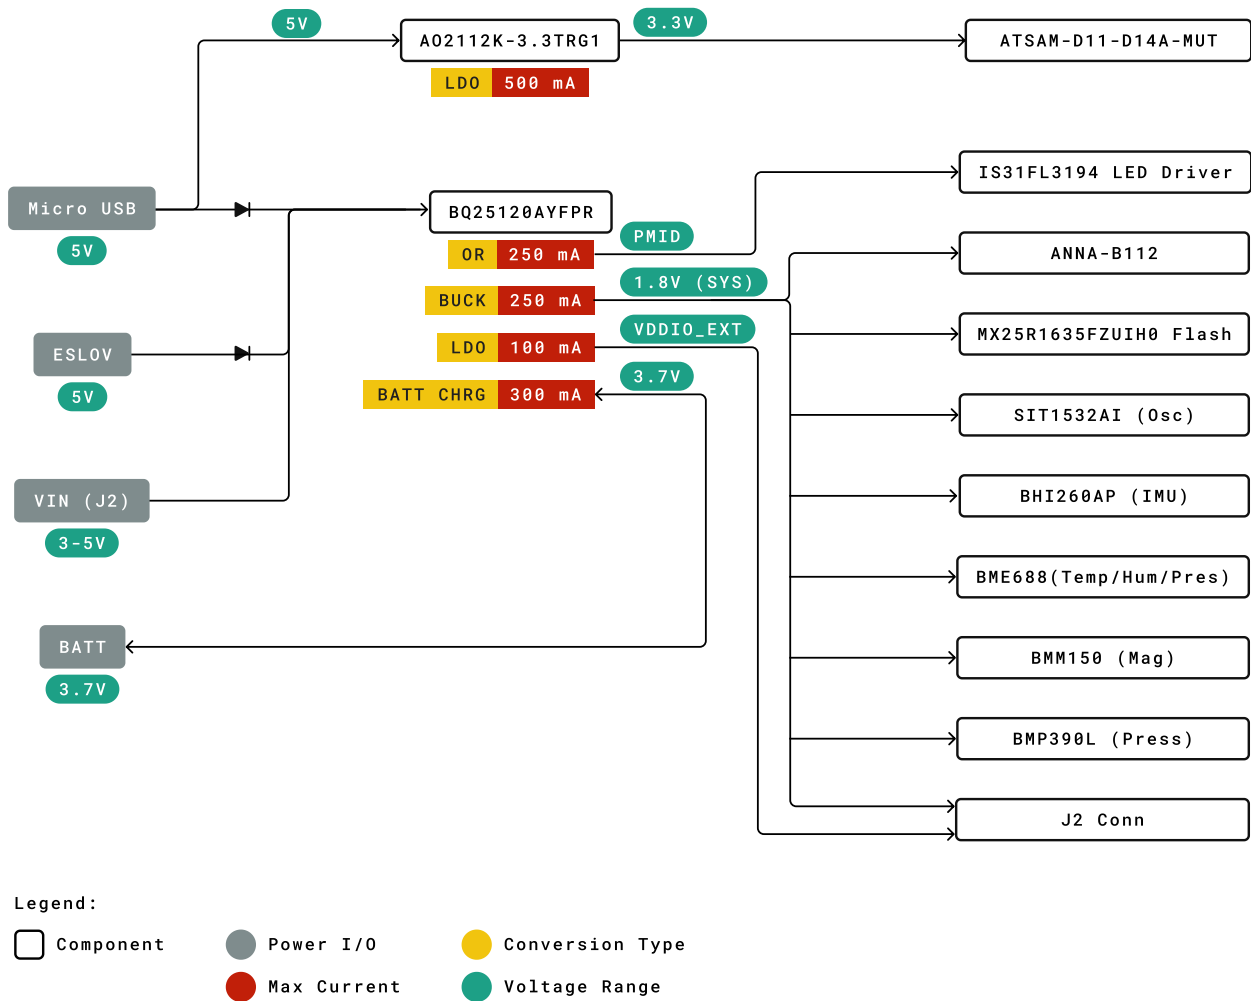 5V
AO2112K-3.3TRG1
3.3V
ATSAM-D11-D14A-MUT
LDO 500 mA
IS31FL3194 LED Driver
Micro USB
5V
BQ25120AYFPR
OR 250 mA
PMID
ANNA-B112
BUCK 250 mA
1.8V (SYS)
MX25R1635FZUIH0 Flash
LDO 100 mA
VDDIO_EXT
ESLOV
5V
BATT CHRG 300 mA
3.7V
SIT1532AI (Osc)
VIN (J2)
3-5V
BHI260AP (IMU)
BME688(Temp/Hum/Pres)
BATT
3.7V
BMM150 (Mag)
BMP390L (Press)
J2 Conn
Legend:
Component
Power I/O
Conversion Type
Max Current
Voltage Range